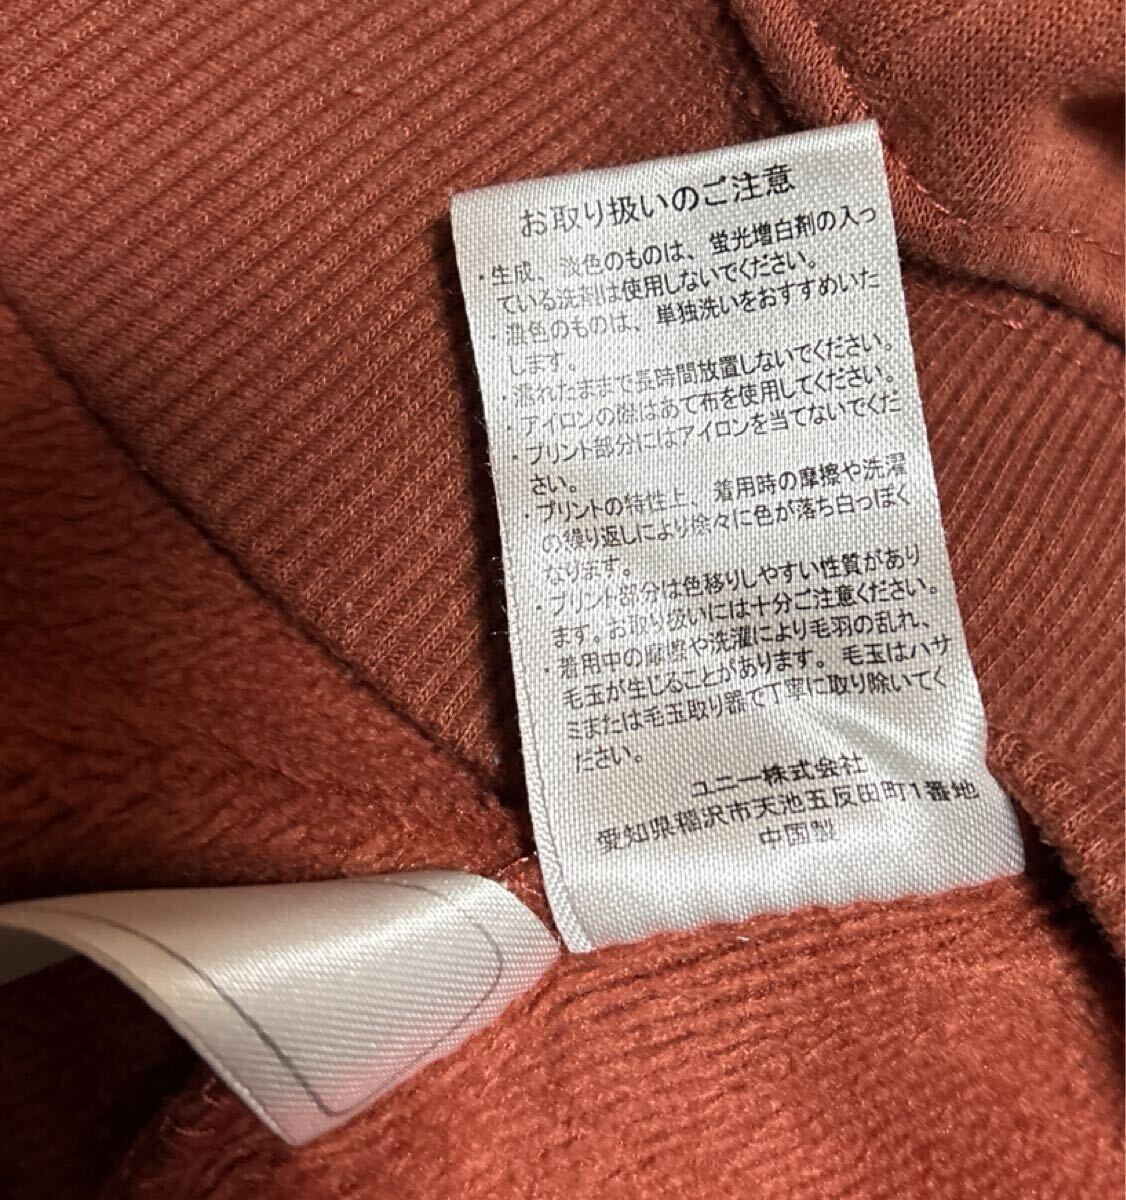 お取り扱いのご注意
・生成、淡色のものは、蛍光増白剤の入っ
ている洗剤は使用しないでください。
・濃色のものは、単独洗いをおすすめいた
します。
・濡れたままで長時間放置しないでください。
・アイロンの際はあて布を使用してください。
・プリント部分にはアイロンを当てないでくだ
さい。
・プリントの特性上、着用時の摩擦や洗濯
の繰り返しにより徐々に色が落ち白っぽく
なります。
・プリント部分は色移りしやすい性質があり
ます。お取り扱いには十分ご注意ください。
・着用中の摩擦や洗濯により毛羽の乱れ、
毛玉が生じることがあります。毛玉はハサ
ミまたは毛玉取り器で丁寧に取り除いてく
ださい。
ユニー株式会社
愛知県稲沢市天池五反田町1番地
中国製